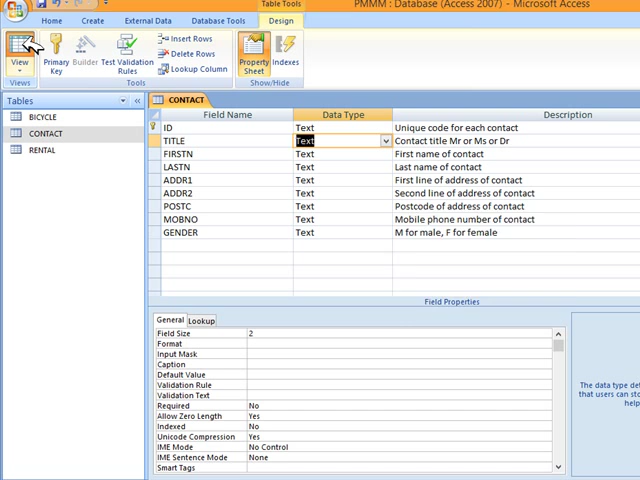 Table Tools
PMMM : Database (Access 2007) - Microsoft Access
Home Create External Data Database Tools Design
View
Primary Key
Builder
Test Validation Rules
Insert Rows
Delete Rows
Lookup Column
Property Sheet
Indexes
Views Tools Show/Hide
Tables «
BICYCLE
CONTACT
RENTAL
CONTACT
Field Name Data Type Description
ID Text Unique code for each contact
TITLE Text Contact title Mr or Ms or Dr
FIRSTN Text First name of contact
LASTN Text Last name of contact
ADDR1 Text First line of address of contact
ADDR2 Text Second line of address of contact
POSTC Text Postcode of address of contact
MOBNO Text Mobile phone number of contact
GENDER Text M for male, F for female
Field Properties
General Lookup
Field Size 2
Format
Input Mask
Caption
Default Value
Validation Rule
Validation Text
Required No
Allow Zero Length Yes
Indexed No
Unicode Compression Yes
IME Mode No Control
IME Sentence Mode None
Smart Tags
The data type de
that users can sto
help